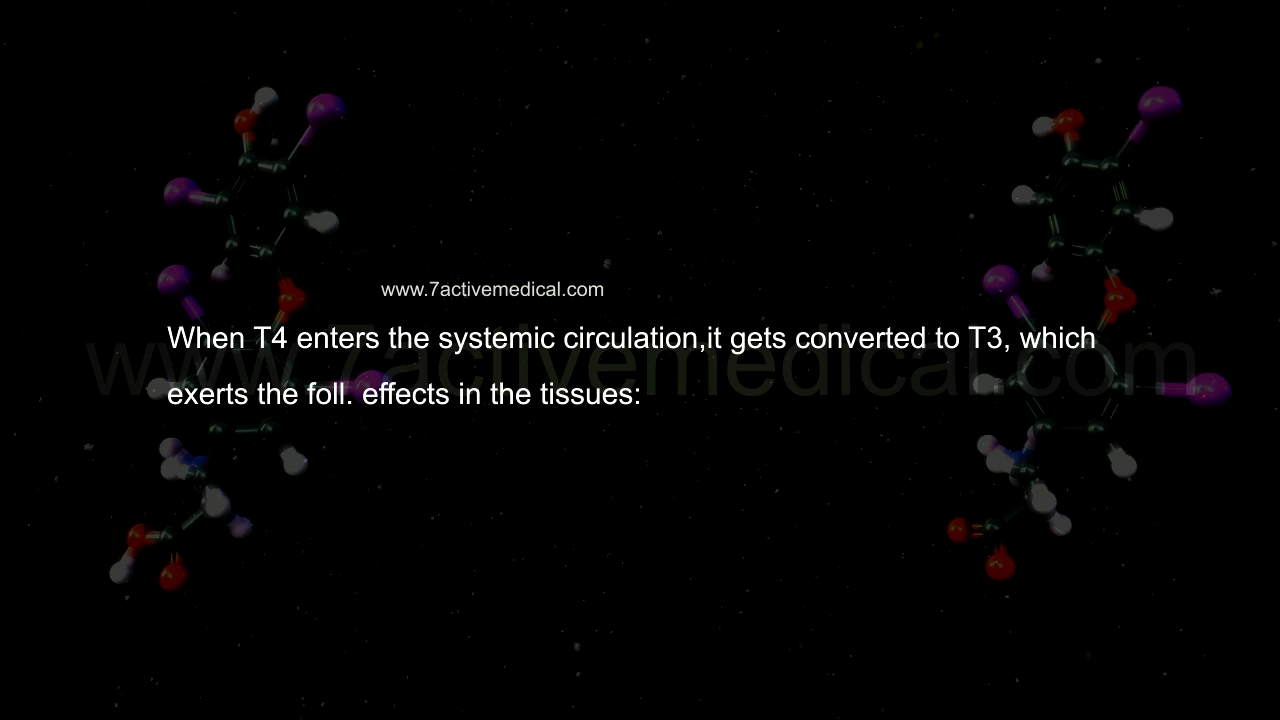 www.7activemedical.com
When T4 enters the systemic circulation,it gets converted to T3, which
www.7activemedical.com
exerts the foll. effects in the tissues: